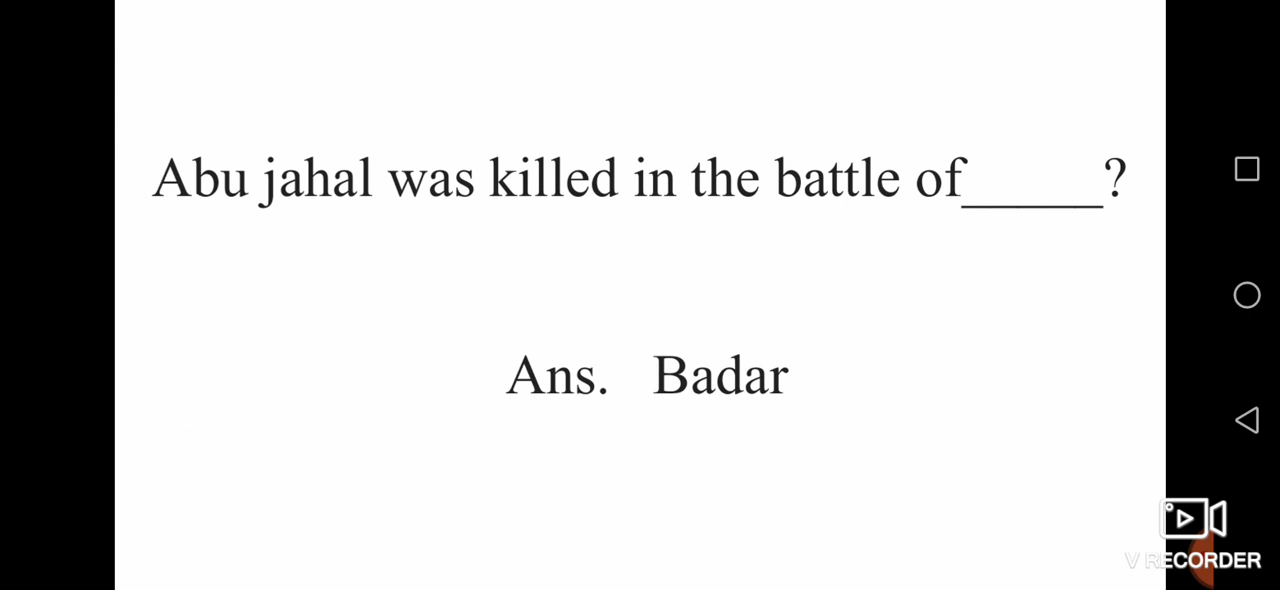 Abu jahal was killed in the battle of_____?
Ans. Badar
V RECORDER